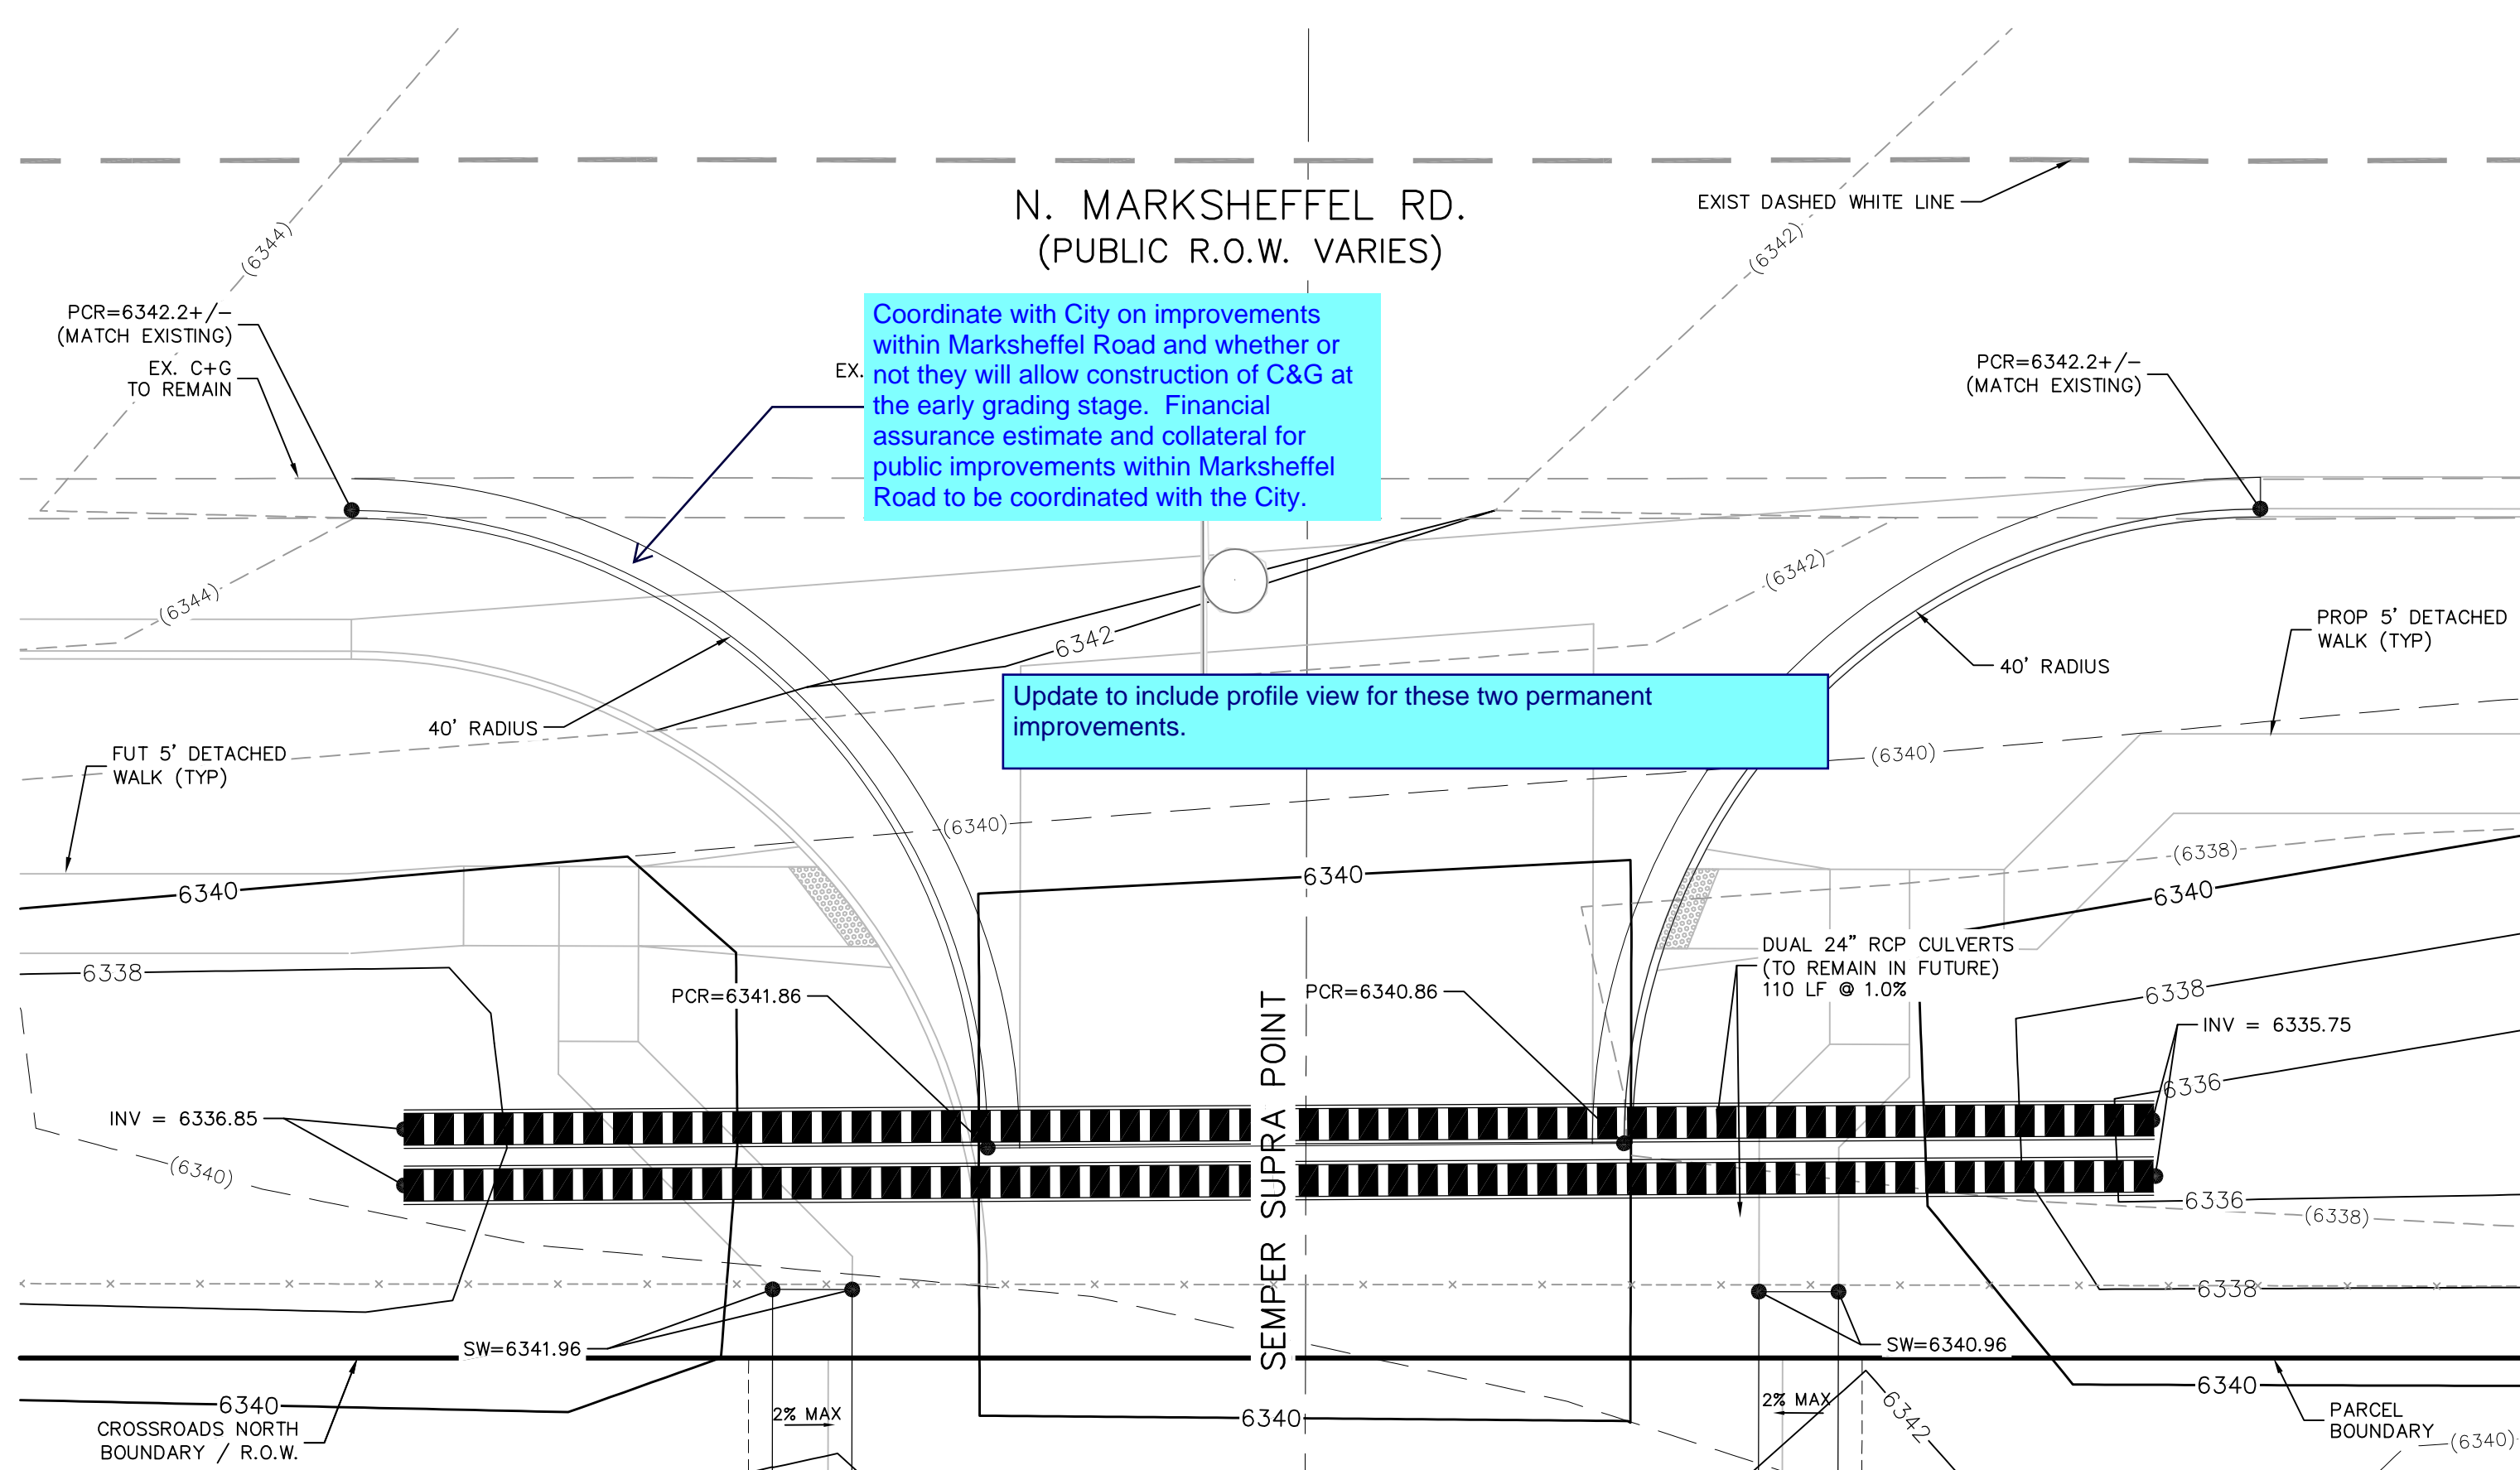 N. MARKSHEFFEL RD.
(PUBLIC R.O.W. VARIES)
EXIST DASHED WHITE LINE
(6344)
(6342)
PCR=6342.2+/-
(MATCH EXISTING)
EX. C+G
TO REMAIN
EX.
Coordinate with City on improvements
within Marksheffel Road and whether or
not they will allow construction of C&G at
the early grading stage.  Financial
assurance estimate and collateral for
public improvements within Marksheffel
Road to be coordinated with the City.
PCR=6342.2+/-
(MATCH EXISTING)
(6344)
(6342)
6342
PROP 5' DETACHED
WALK (TYP)
40' RADIUS
40' RADIUS
Update to include profile view for these two permanent
improvements.
FUT 5' DETACHED
WALK (TYP)
(6340)
(6340)
(6338)
6340
6340
6340
6338
DUAL 24" RCP CULVERTS
(TO REMAIN IN FUTURE)
110 LF @ 1.0%
PCR=6341.86
PCR=6340.86
6338
INV = 6335.75
SEMPER SUPRA POINT
6336
INV = 6336.85
(6340)
6336
(6338)
6338
SW=6341.96
SW=6340.96
6340
6340
6340
2% MAX
2% MAX
6342
CROSSROADS NORTH
BOUNDARY / R.O.W.
PARCEL
BOUNDARY
(6340)